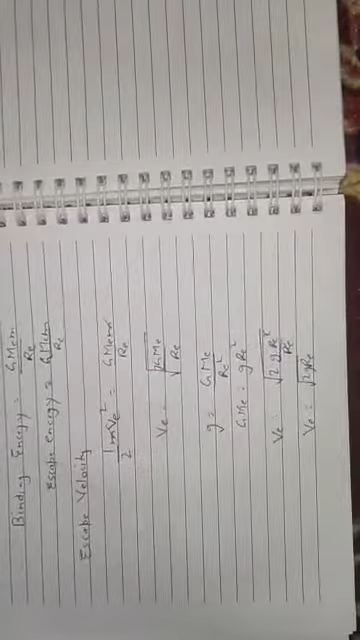 Binding Energy = GMem/Re
Escape energy = GMem/Re
Escape Velocity
1/2 mVe² = GMem/Re
Ve = √(2GMe/Re)
g = GMe/Re²
GMe = gRe²
Ve = √(2gRe²/Re)
Ve = √(2gRe)